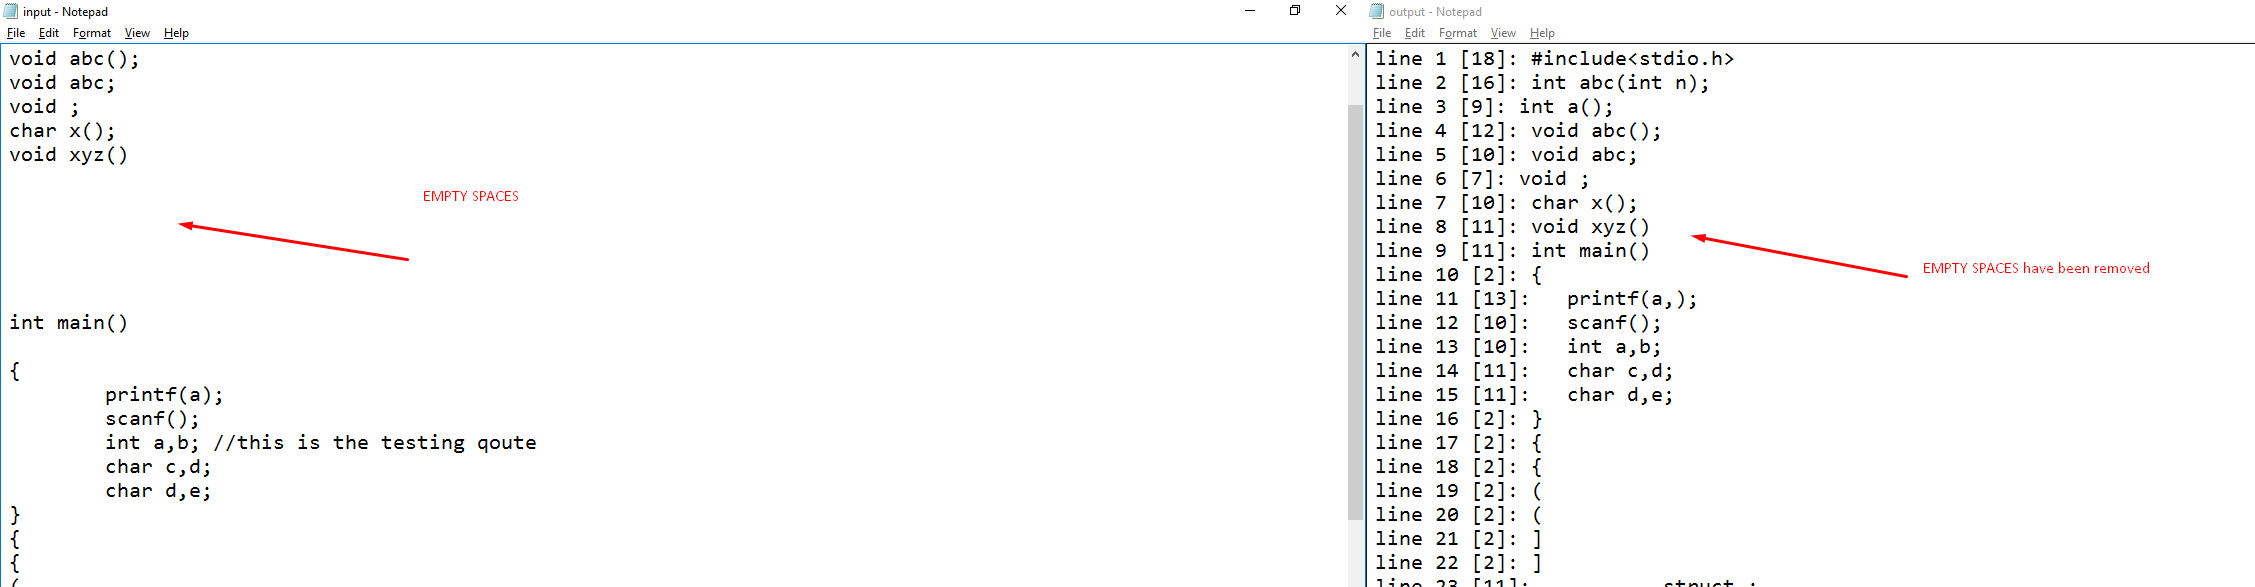 input - Notepad
File Edit Format View Help
void abc();
void abc;
void ;
char x();
void xyz()
EMPTY SPACES
int main()
{
printf(a);
scanf();
int a,b; //this is the testing qoute
char c,d;
char d,e;
}
{
{
(
output - Notepad
File Edit Format View Help
line 1 [18]: #include<stdio.h>
line 2 [16]: int abc(int n);
line 3 [9]: int a();
line 4 [12]: void abc();
line 5 [10]: void abc;
line 6 [7]: void ;
line 7 [10]: char x();
line 8 [11]: void xyz()
line 9 [11]: int main()
EMPTY SPACES have been removed
line 10 [2]: {
line 11 [13]: printf(a,);
line 12 [10]: scanf();
line 13 [10]: int a,b;
line 14 [11]: char c,d;
line 15 [11]: char d,e;
line 16 [2]: }
line 17 [2]: {
line 18 [2]: {
line 19 [2]: (
line 20 [2]: (
line 21 [2]: ]
line 22 [2]: ]
line 23 [11]: struct ;